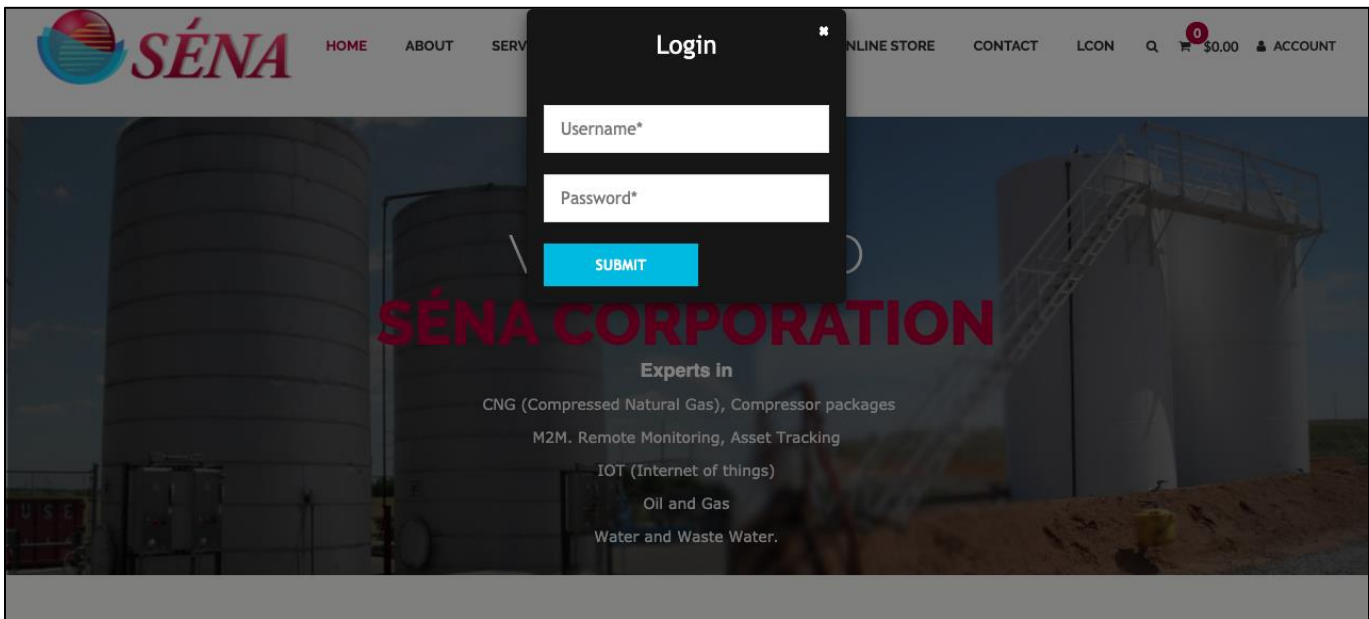 SÉNA
HOME ABOUT SERV NLINE STORE CONTACT LCON 0 $0.00 ACCOUNT
Login
Username*
Password*
SUBMIT
SÉNA CORPORATION
Experts in
CNG (Compressed Natural Gas), Compressor packages
M2M. Remote Monitoring, Asset Tracking
IOT (Internet of things)
Oil and Gas
Water and Waste Water.
USE